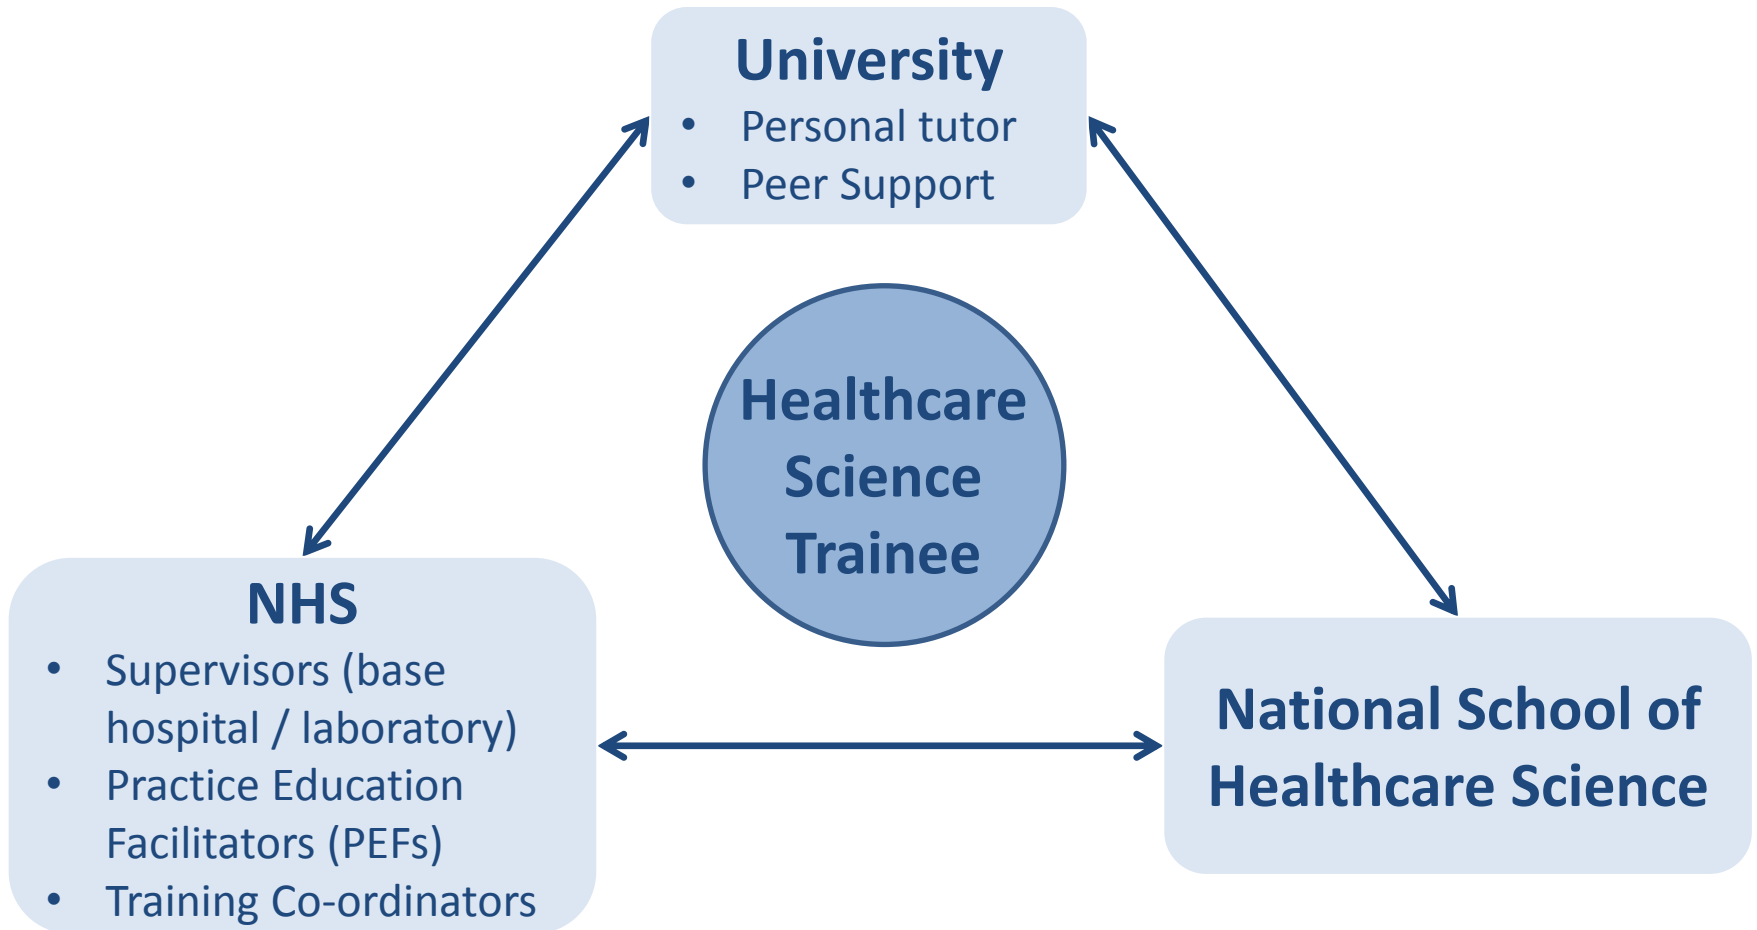 University
• Personal tutor
• Peer Support
Healthcare
Science
Trainee
NHS
• Supervisors (base
hospital / laboratory)
• Practice Education
Facilitators (PEFs)
• Training Co-ordinators
National School of
Healthcare Science